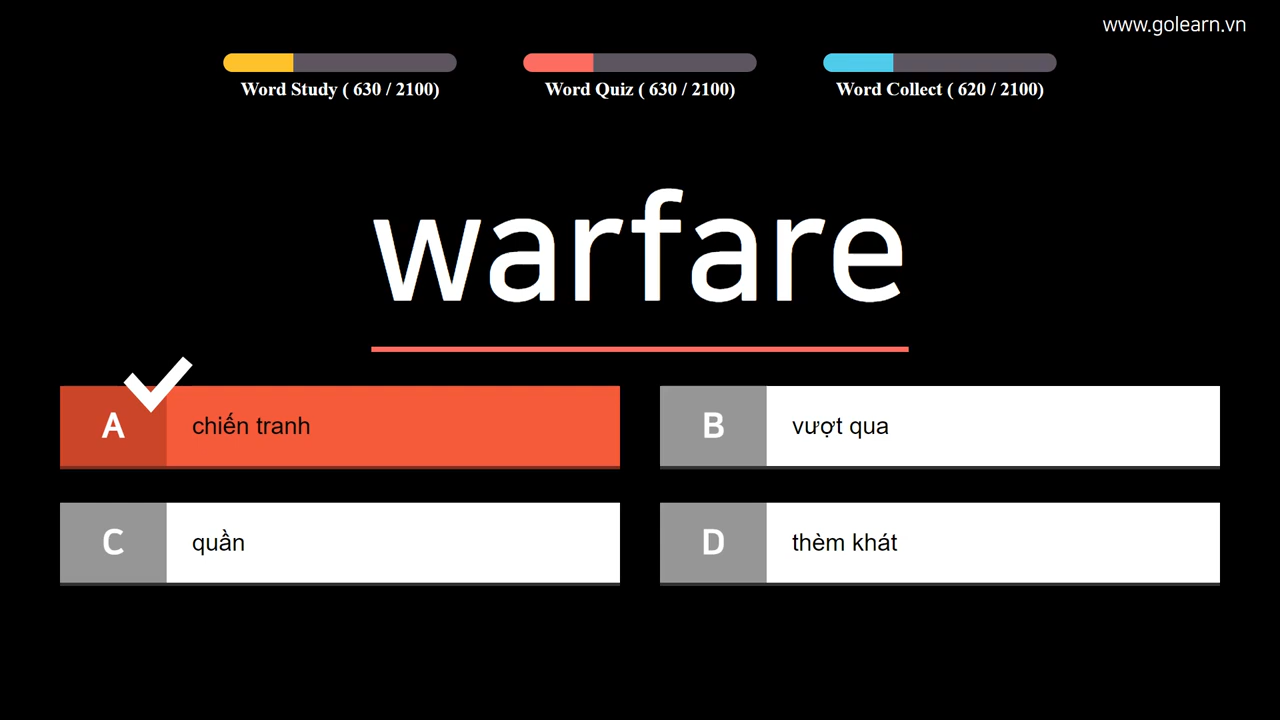 www.golearn.vn
Word Study ( 630 / 2100)
Word Quiz ( 630 / 2100)
Word Collect ( 620 / 2100)
warfare
A chiến tranh
B vượt qua
C quần
D thèm khát